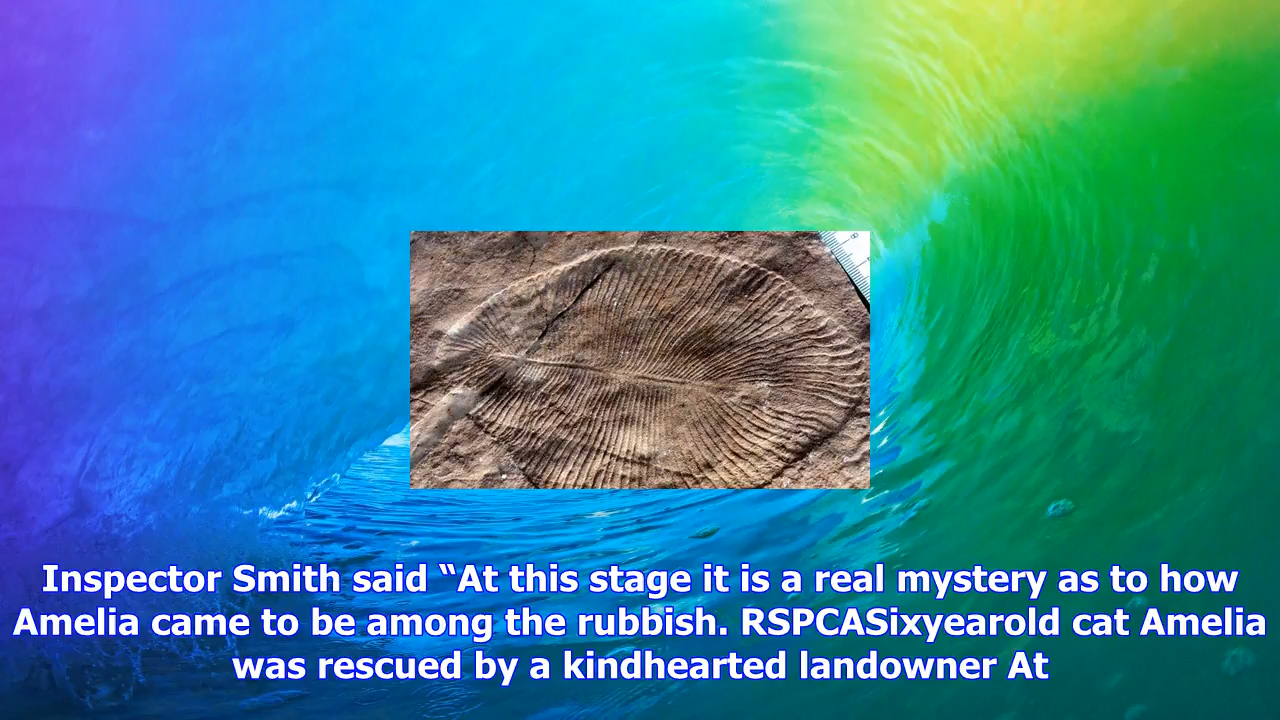 Inspector Smith said “At this stage it is a real mystery as to how
Amelia came to be among the rubbish. RSPCASixyearold cat Amelia
was rescued by a kindhearted landowner At